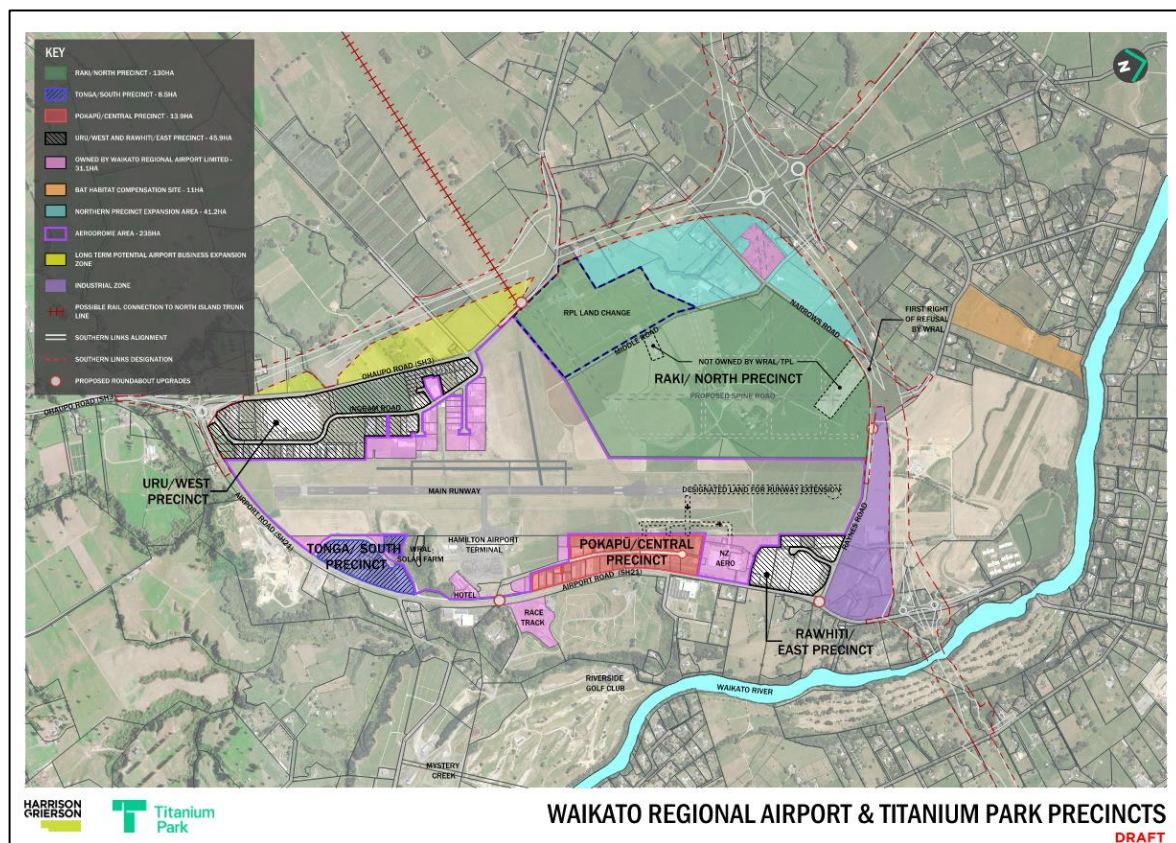 KEY
RAKI/NORTH PRECINCT - 130HA
TONGA/SOUTH PRECINCT - 8.5HA
POKAPŪ/CENTRAL PRECINCT - 13.9HA
URU/WEST AND RAWHITI/EAST PRECINCT - 45.9HA
OWNED BY WAIKATO REGIONAL AIRPORT LIMITED -
31.1HA
BAT HABITAT COMPENSATION SITE - 11HA
NORTHERN PRECINCT EXPANSION AREA - 41.2HA
AERODROME AREA - 235HA
LONG TERM POTENTIAL AIRPORT BUSINESS EXPANSION
ZONE
INDUSTRIAL ZONE
POSSIBLE RAIL CONNECTION TO NORTH ISLAND TRUNK
LINE
SOUTHERN LINKS ALIGNMENT
SOUTHERN LINKS DESIGNATION
PROPOSED ROUNDABOUT UPGRADES
N
RPL LAND CHANGE
MIDDLE ROAD
NARROWS ROAD
FIRST RIGHT
OF REFUSAL
BY WRAL
NOT OWNED BY WRAL/TPL
RAKI/ NORTH PRECINCT
PROPOSED SPINE ROAD
OHAUPO ROAD (SH3)
OHAUPO ROAD (SH3)
INGRAM ROAD
URU/WEST
PRECINCT
MAIN RUNWAY
DESIGNATED LAND FOR RUNWAY EXTENSION
RAYNES ROAD
AIRPORT ROAD (SH21)
TONGA/ SOUTH
PRECINCT
WRAL
SOLAR FARM
HAMILTON AIRPORT
TERMINAL
POKAPŪ/CENTRAL
PRECINCT
NZ
AERO
AIRPORT ROAD (SH21)
HOTEL
RACE
TRACK
RAWHITI/
EAST PRECINCT
RIVERSIDE
GOLF CLUB
WAIKATO RIVER
MYSTERY
CREEK
HARRISON
GRIERSON
Titanium
Park
WAIKATO REGIONAL AIRPORT & TITANIUM PARK PRECINCTS
DRAFT